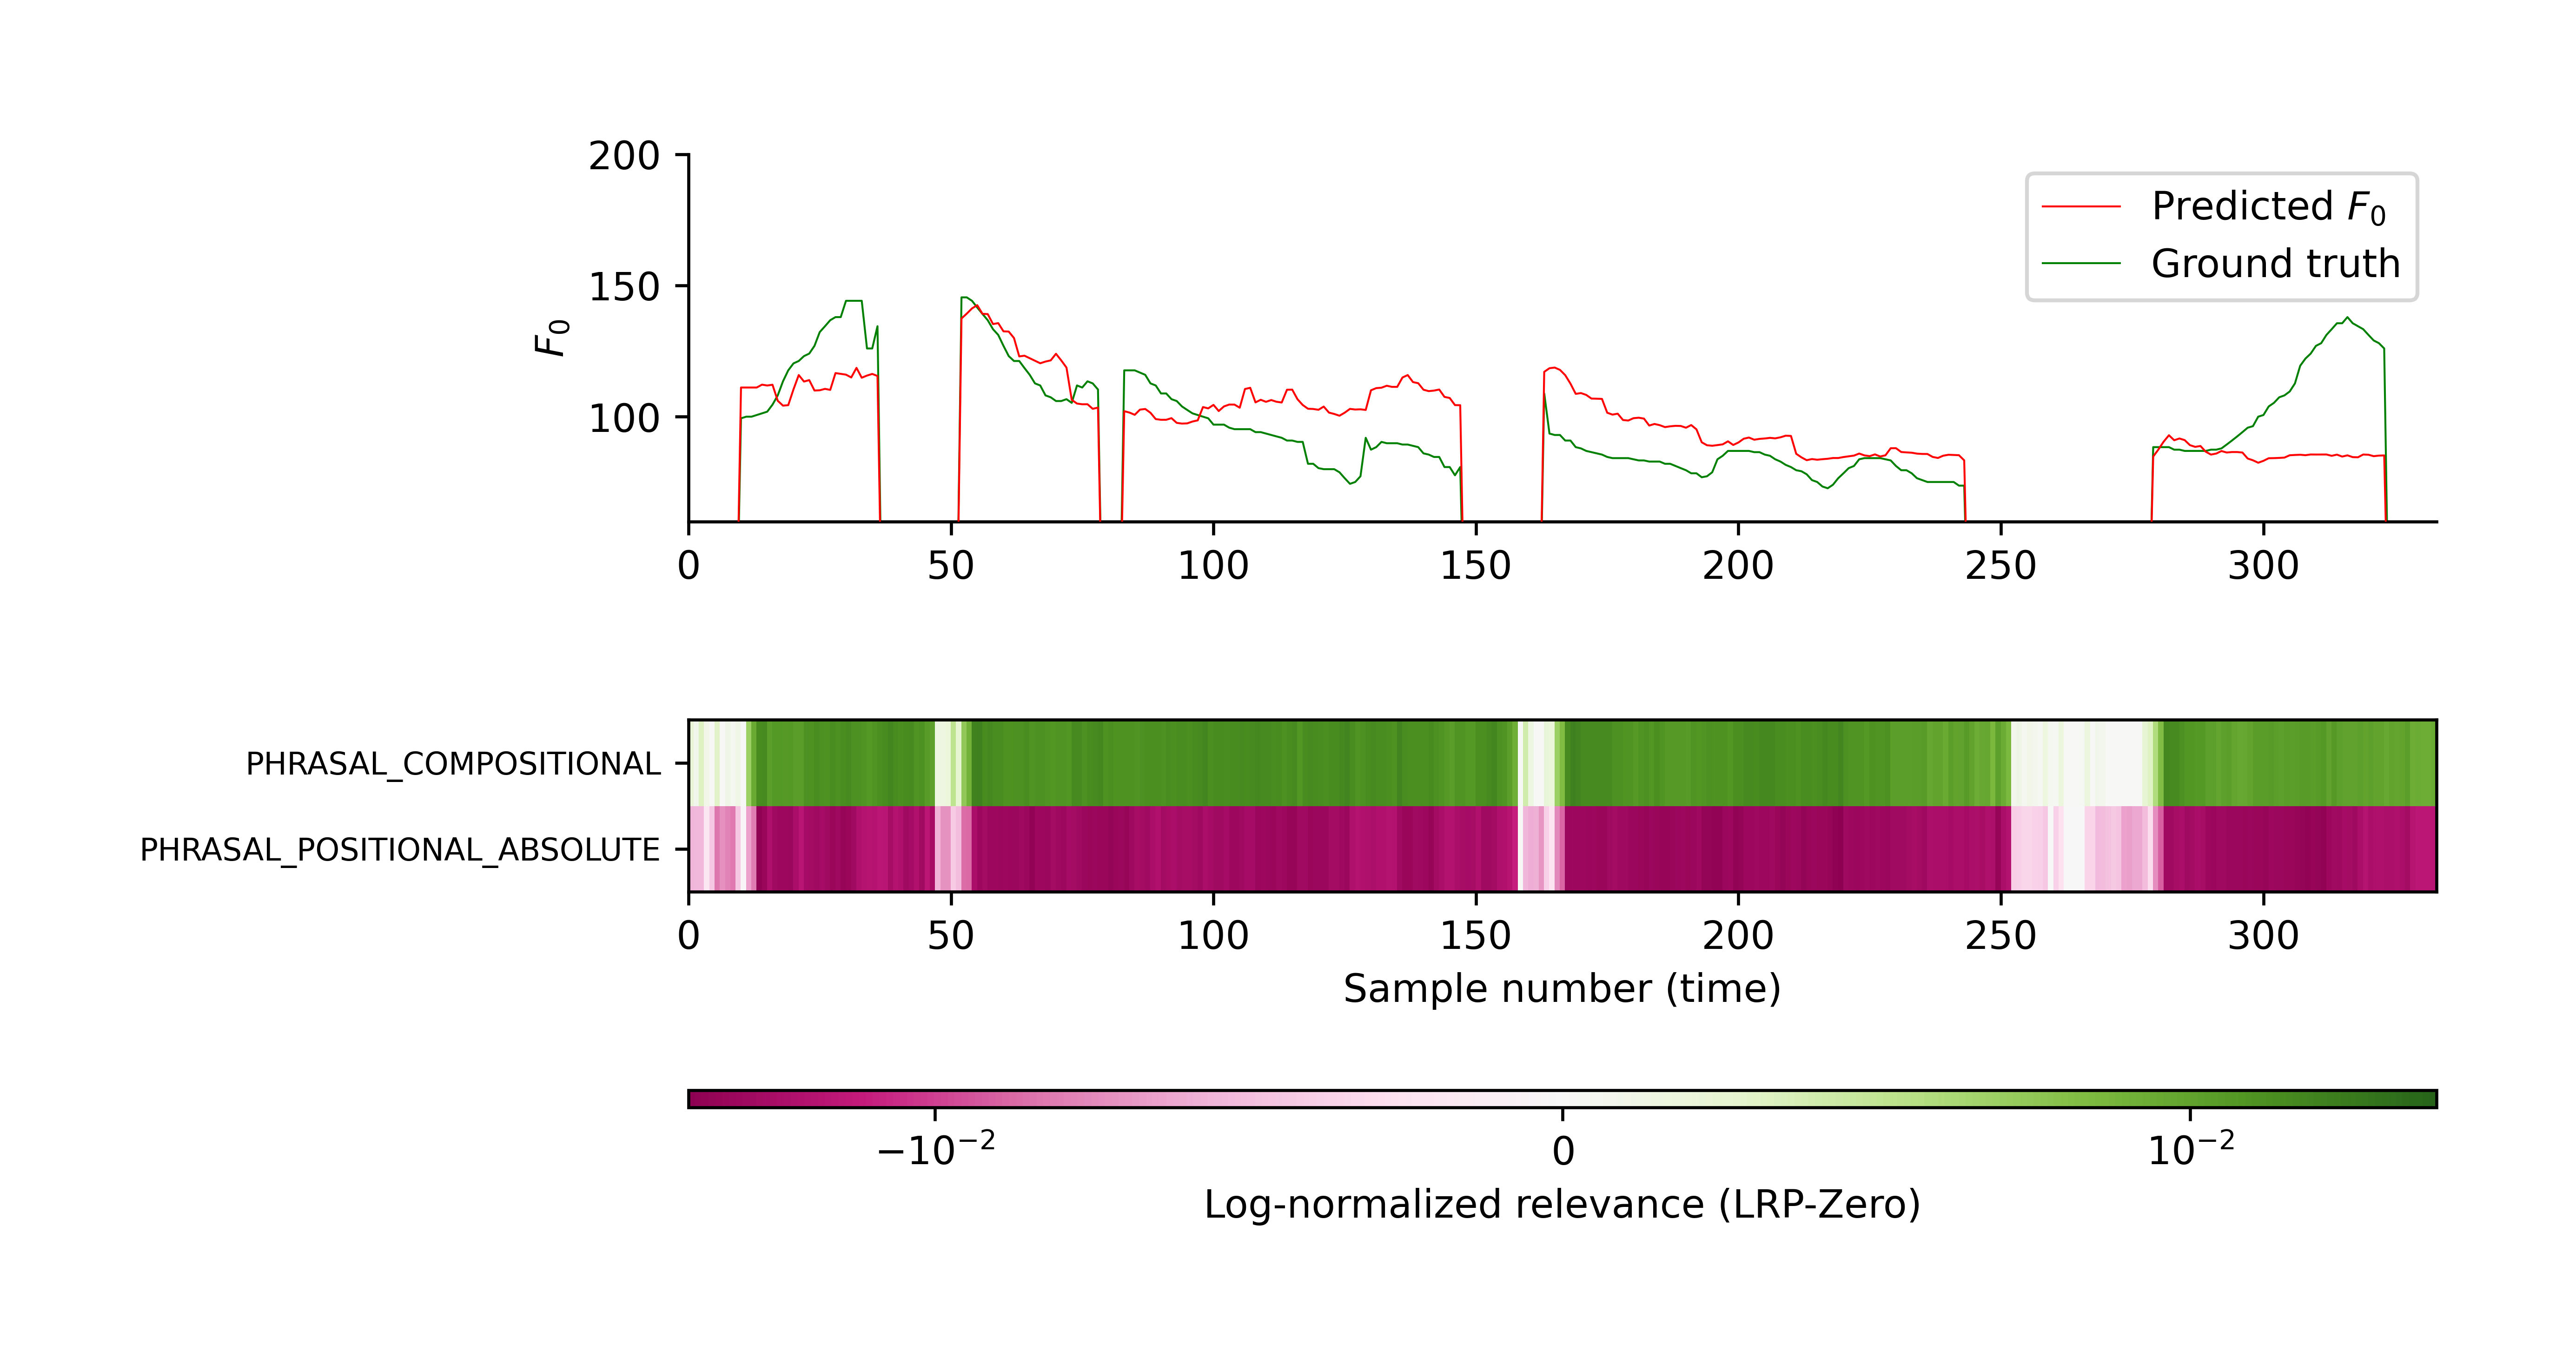 200
150
100
F₀
Predicted F₀
Ground truth
0 50 100 150 200 250 300
PHRASAL_COMPOSITIONAL
PHRASAL_POSITIONAL_ABSOLUTE
0 50 100 150 200 250 300
Sample number (time)
−10⁻² 0 10⁻²
Log-normalized relevance (LRP-Zero)